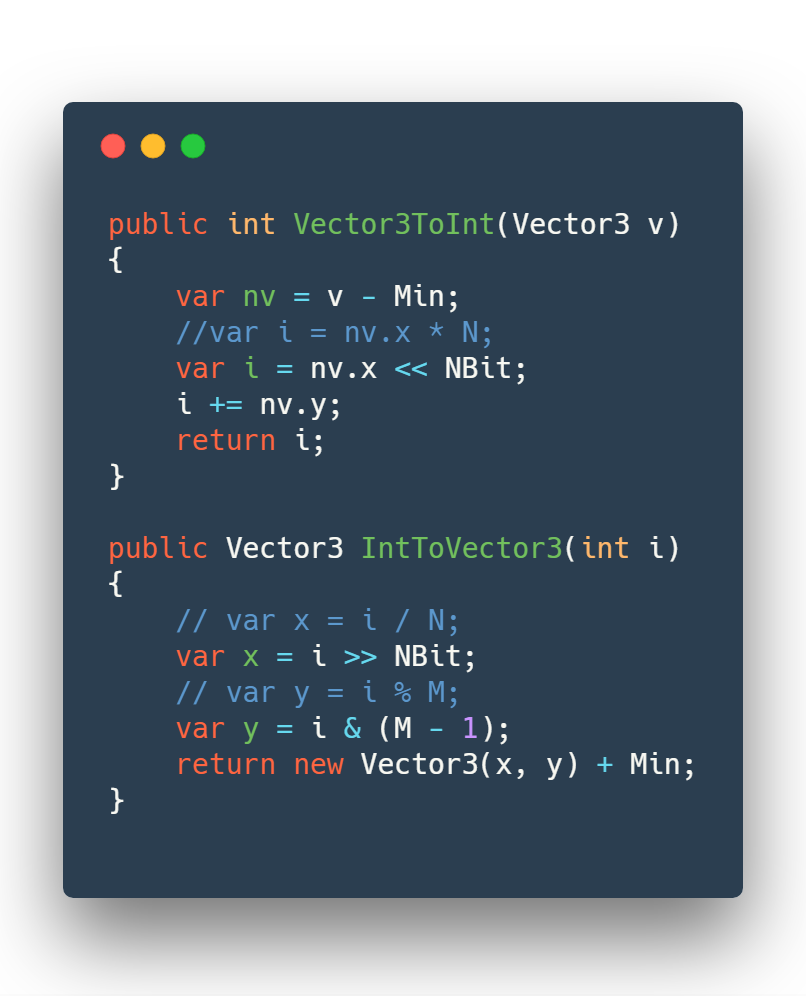 public int Vector3ToInt(Vector3 v)
{
    var nv = v - Min;
    //var i = nv.x * N;
    var i = nv.x << NBit;
    i += nv.y;
    return i;
}

public Vector3 IntToVector3(int i)
{
    // var x = i / N;
    var x = i >> NBit;
    // var y = i % M;
    var y = i & (M - 1);
    return new Vector3(x, y) + Min;
}